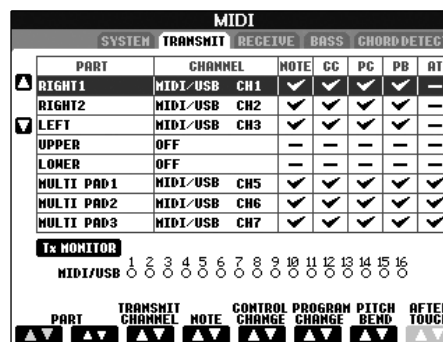 MIDI
SYSTEM TRANSMIT RECEIVE BASS CHORD DETECT
PART CHANNEL NOTE CC PC PB AT
RIGHT1 MIDI/USB CH1
RIGHT2 MIDI/USB CH2
LEFT MIDI/USB CH3
UPPER OFF
LOWER OFF
MULTI PAD1 MIDI/USB CH5
MULTI PAD2 MIDI/USB CH6
MULTI PAD3 MIDI/USB CH7
Tx MONITOR
1 2 3 4 5 6 7 8 9 10 11 12 13 14 15 16
MIDI/USB
PART TRANSMIT CHANNEL NOTE CONTROL CHANGE PROGRAM CHANGE PITCH BEND AFTER TOUCH